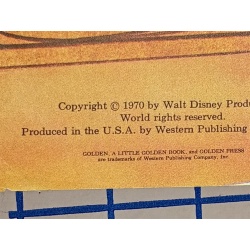 Copyright © 1970 by Walt Disney Produ
World rights reserved.
Produced in the U.S.A. by Western Publishing
GOLDEN, A LITTLE GOLDEN BOOK, and GOLDEN PRESS
are trademarks of Western Publishing Company, Inc.